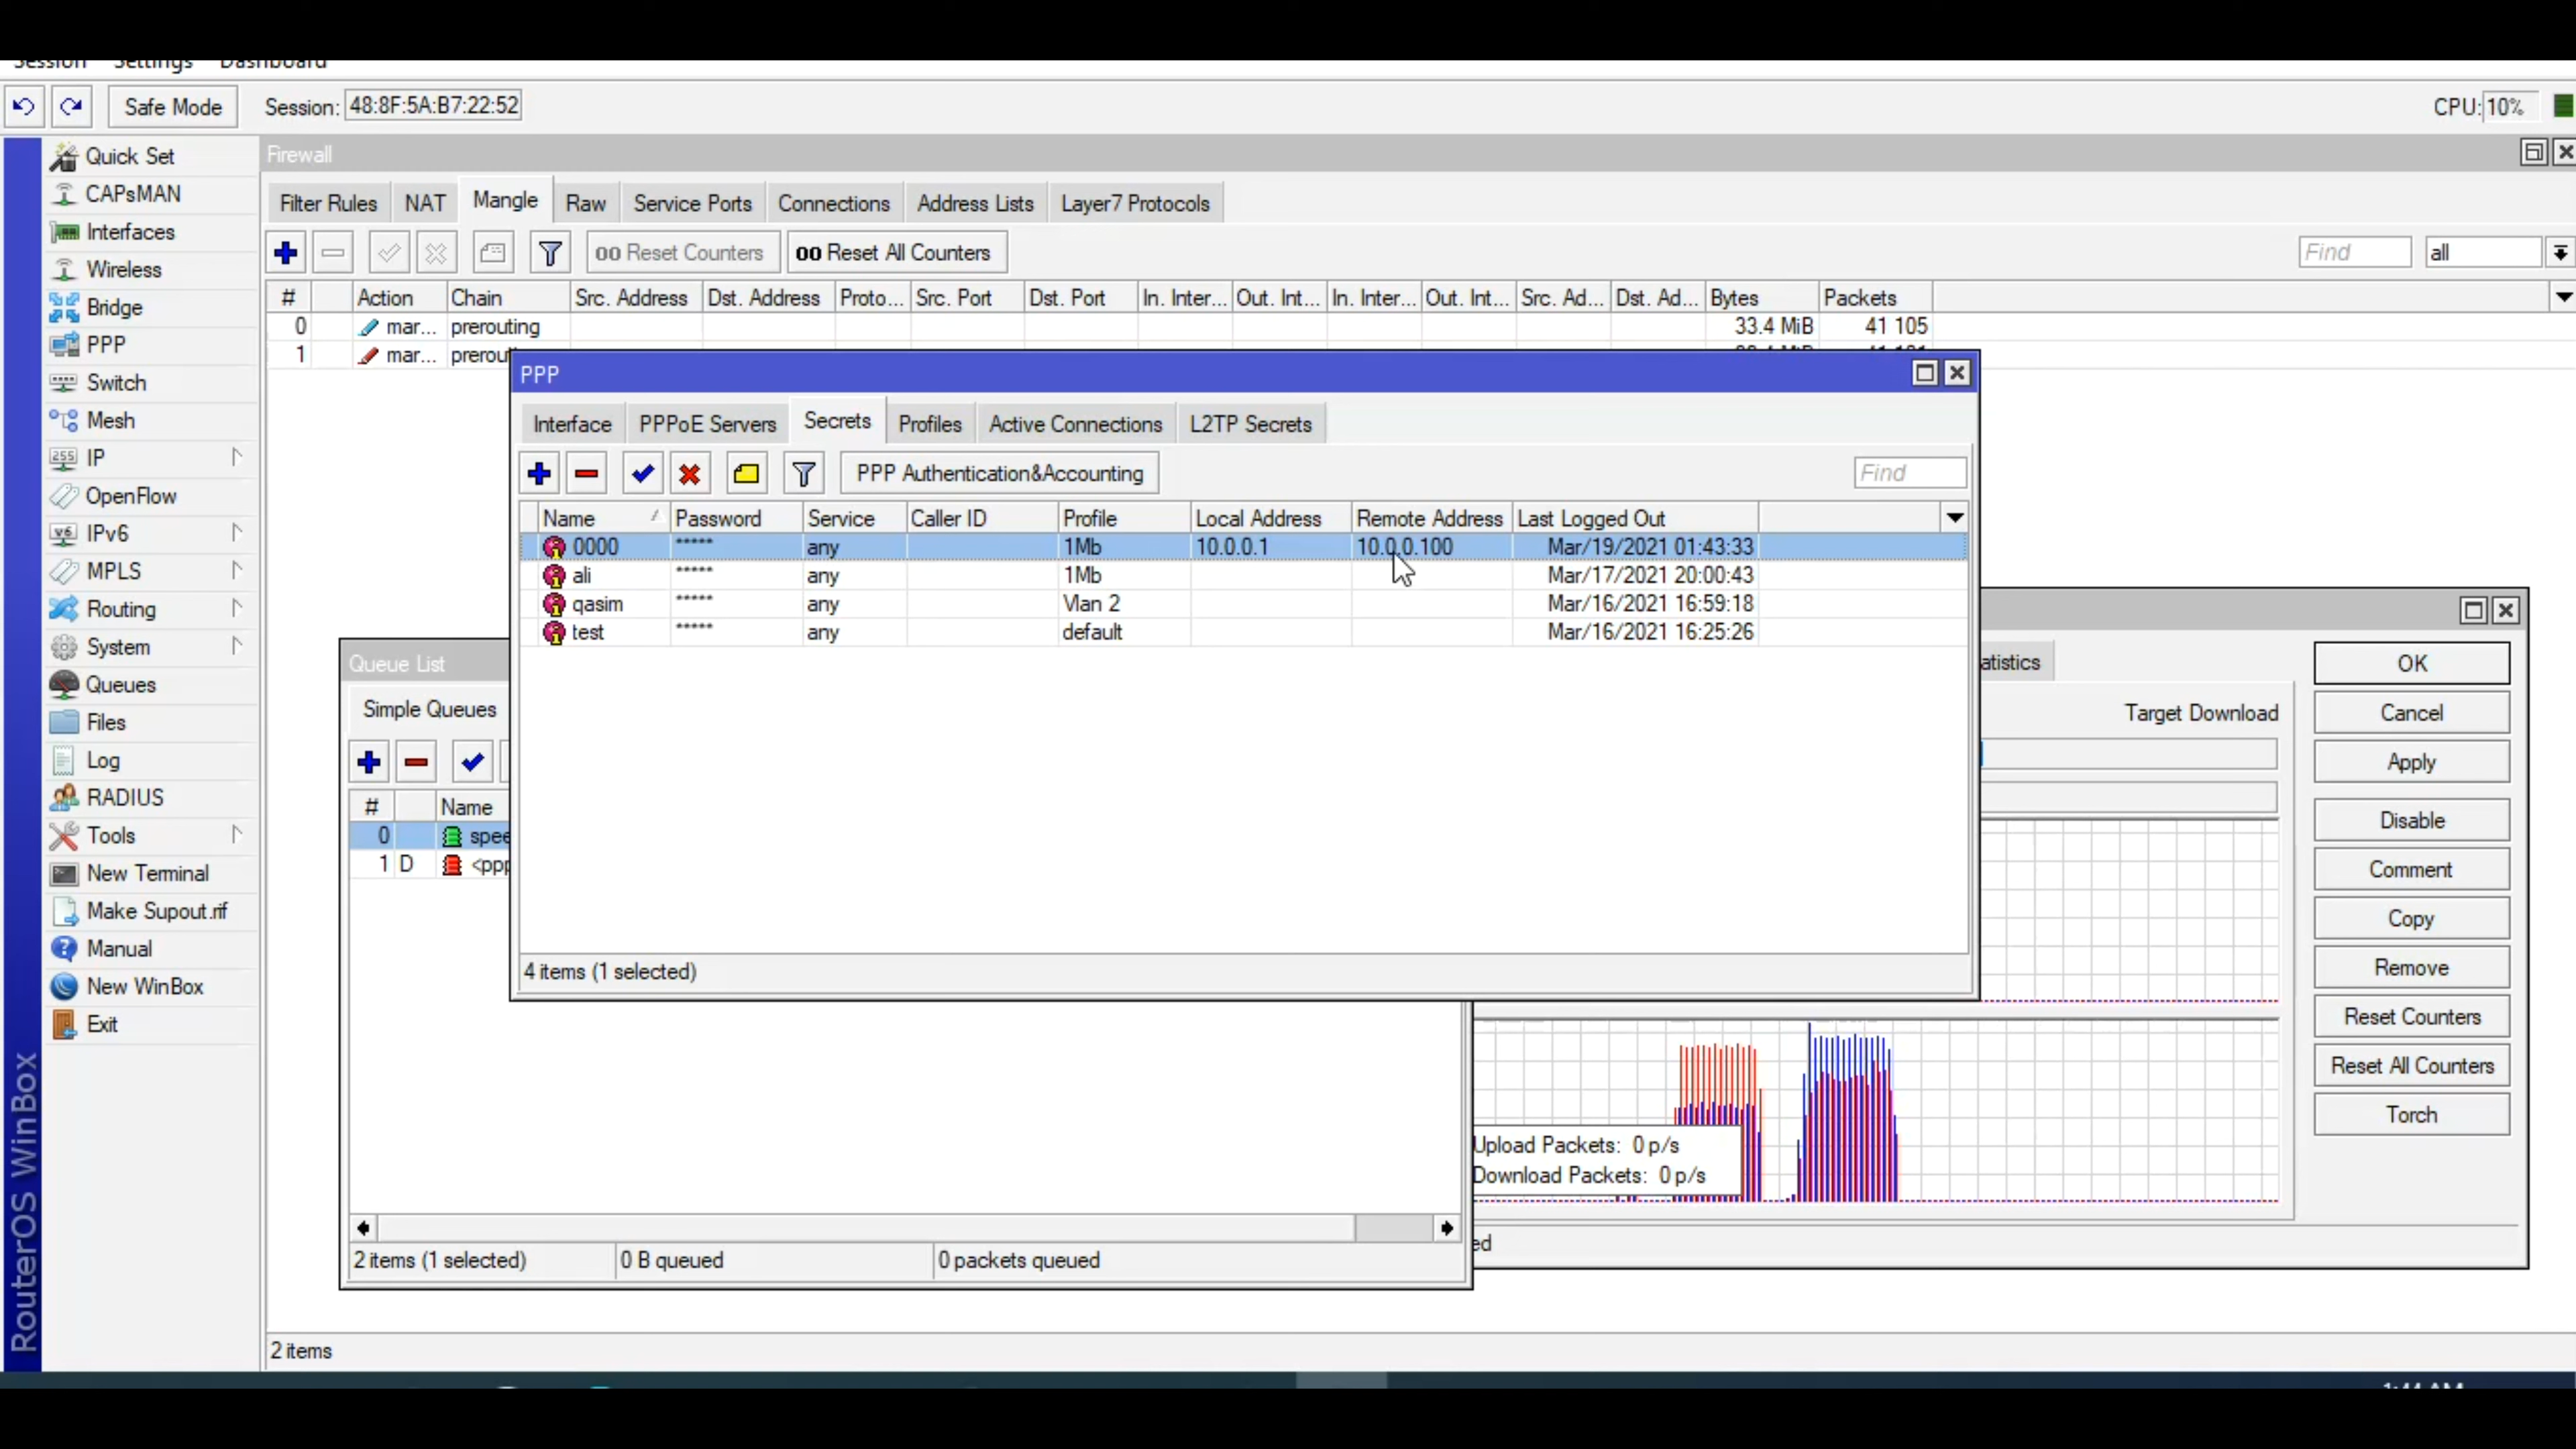 Session Settings Dashboard
Safe Mode Session: 48:8F:5A:B7:22:52 CPU: 10%
Quick Set
CAPsMAN
Interfaces
Wireless
Bridge
PPP
Switch
Mesh
IP
OpenFlow
IPv6
MPLS
Routing
System
Queues
Files
Log
RADIUS
Tools
New Terminal
Make Supout.rif
Manual
New WinBox
Exit
RouterOS WinBox
Firewall
Filter Rules NAT Mangle Raw Service Ports Connections Address Lists Layer7 Protocols
00 Reset Counters 00 Reset All Counters Find all
# Action Chain Src. Address Dst. Address Proto... Src. Port Dst. Port In. Inter... Out. Int... In. Inter... Out. Int... Src. Ad... Dst. Ad... Bytes Packets
0 mar... prerouting 33.4 MiB 41 105
1 mar...
PPP
Interface PPPoE Servers Secrets Profiles Active Connections L2TP Secrets
PPP Authentication&Accounting Find
Name Password Service Caller ID Profile Local Address Remote Address Last Logged Out
0000 ***** any 1Mb 10.0.0.1 10.0.0.100 Mar/19/2021 01:43:33
ali ***** any 1Mb Mar/17/2021 20:00:43
qasim ***** any Vlan 2 Mar/16/2021 16:59:18
test ***** any default Mar/16/2021 16:25:26
4 items (1 selected)
Queue List
Simple Queues
# Name
0 spee
1 D <ppp
2 items (1 selected) 0 B queued 0 packets queued
atistics
Target Download
OK
Cancel
Apply
Disable
Comment
Copy
Remove
Reset Counters
Reset All Counters
Torch
Upload Packets: 0 p/s
Download Packets: 0 p/s
ed
2 items